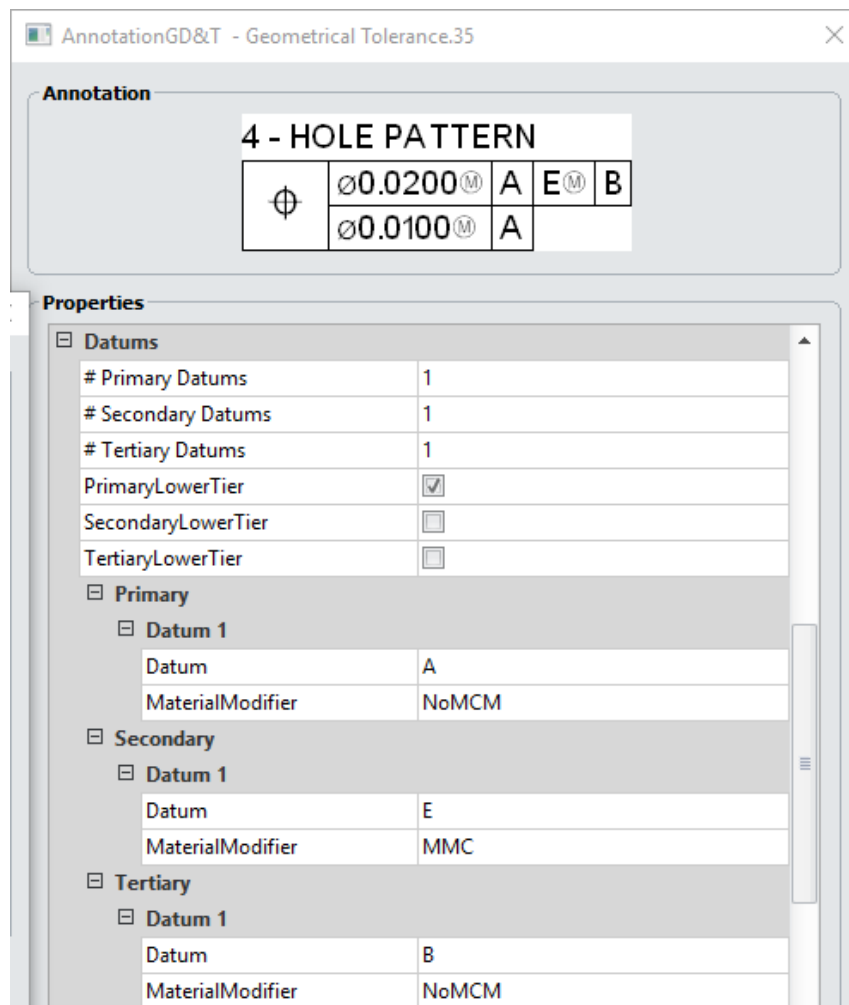 AnnotationGD&T - Geometrical Tolerance.35
Annotation
4 - HOLE PATTERN
⌖ ⌀0.0200Ⓜ A EⓂ B
⌀0.0100Ⓜ A
Properties
Datums
# Primary Datums 1
# Secondary Datums 1
# Tertiary Datums 1
PrimaryLowerTier
SecondaryLowerTier
TertiaryLowerTier
Primary
Datum 1
Datum A
MaterialModifier NoMCM
Secondary
Datum 1
Datum E
MaterialModifier MMC
Tertiary
Datum 1
Datum B
MaterialModifier NoMCM